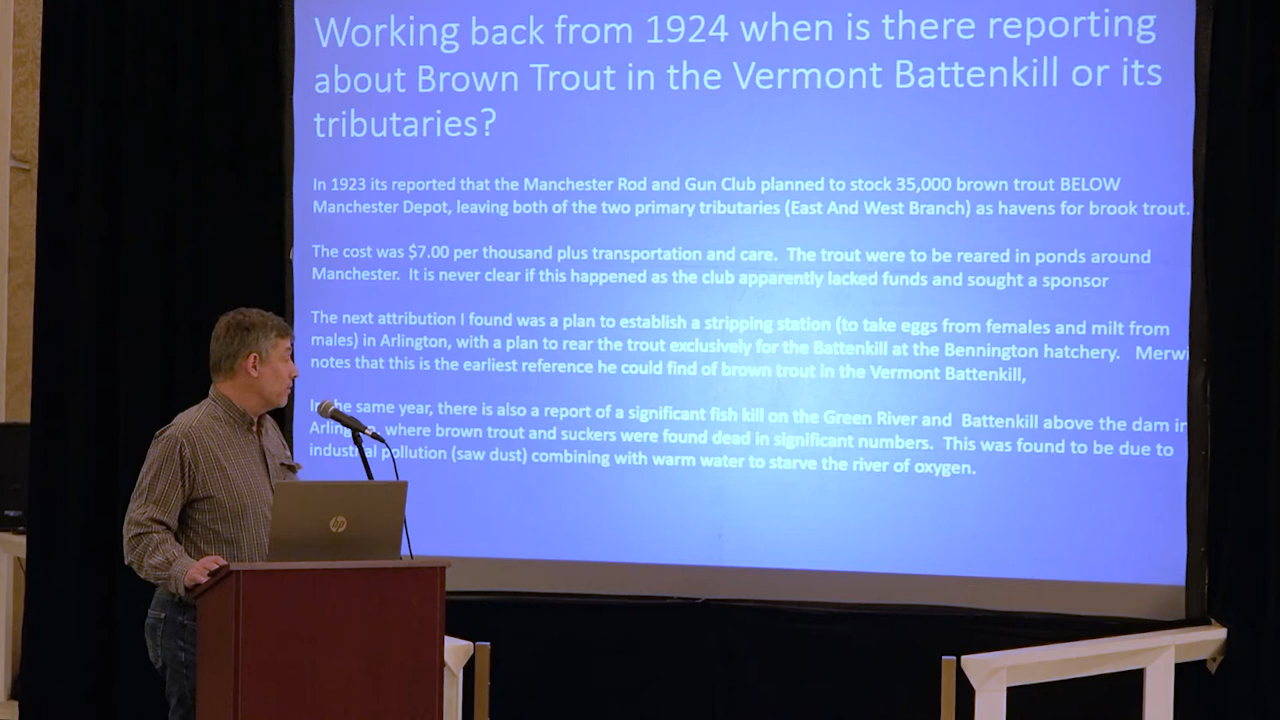 Working back from 1924 when is there reporting
about Brown Trout in the Vermont Battenkill or its
tributaries?
In 1923 its reported that the Manchester Rod and Gun Club planned to stock 35,000 brown trout BELOW
Manchester Depot, leaving both of the two primary tributaries (East And West Branch) as havens for brook trout.
The cost was $7.00 per thousand plus transportation and care. The trout were to be reared in ponds around
Manchester. It is never clear if this happened as the club apparently lacked funds and sought a sponsor
The next attribution I found was a plan to establish a stripping station (to take eggs from females and milt from
males) in Arlington, with a plan to rear the trout exclusively for the Battenkill at the Bennington hatchery. Merwi
notes that this is the earliest reference he could find of brown trout in the Vermont Battenkill,
In the same year, there is also a report of a significant fish kill on the Green River and Battenkill above the dam in
Arlington, where brown trout and suckers were found dead in significant numbers. This was found to be due to
industrial pollution (saw dust) combining with warm water to starve the river of oxygen.
hp